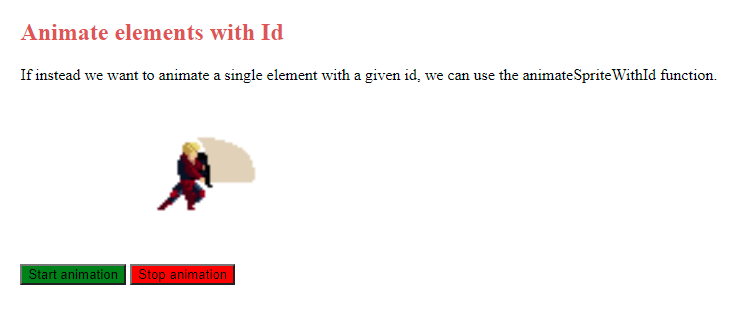 Animate elements with Id
If instead we want to animate a single element with a given id, we can use the animateSpriteWithId function.
Start animation Stop animation